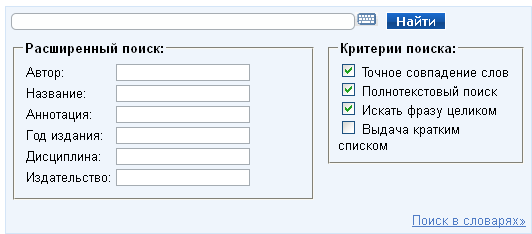 Найти
Расширенный поиск:
Автор:
Название:
Аннотация:
Год издания:
Дисциплина:
Издательство:
Критерии поиска:
Точное совпадение слов
Полнотекстовый поиск
Искать фразу целиком
Выдача кратким
списком
Поиск в словарях»